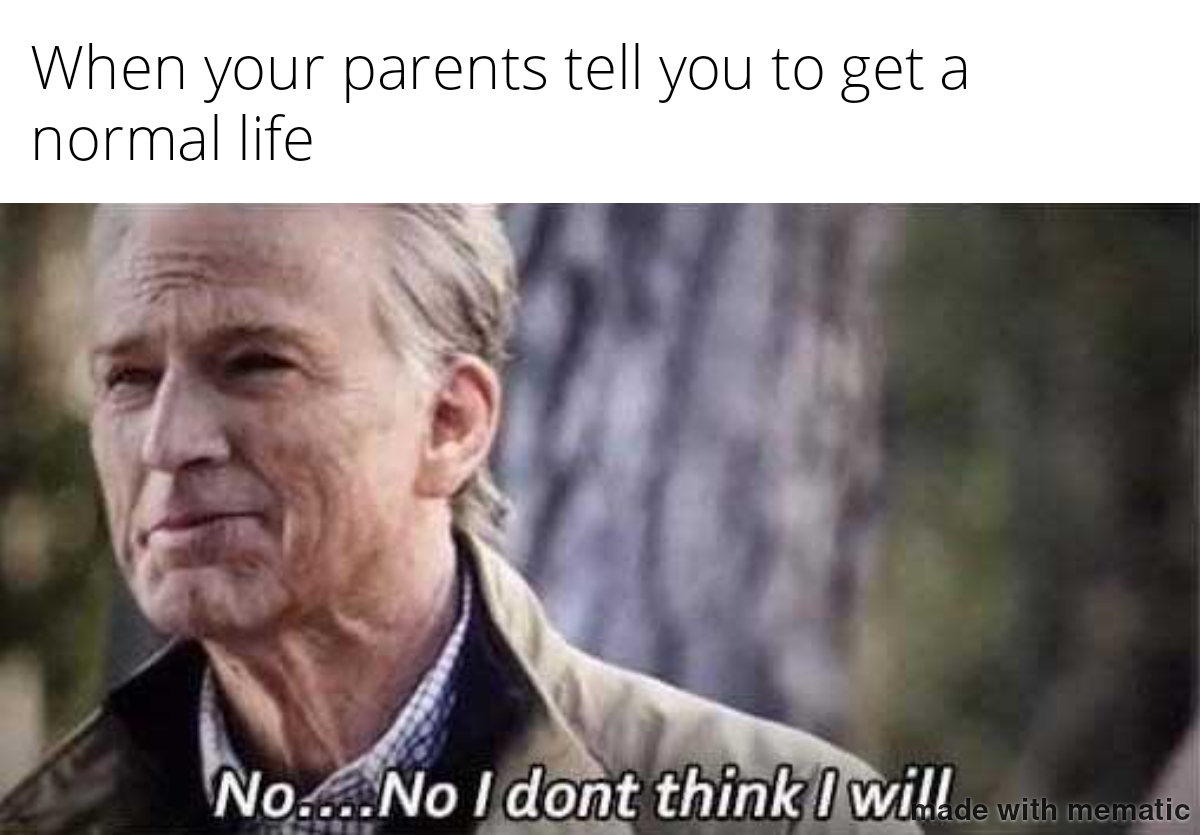 When your parents tell you to get a
normal life
No....No I dont think I will
made with mematic